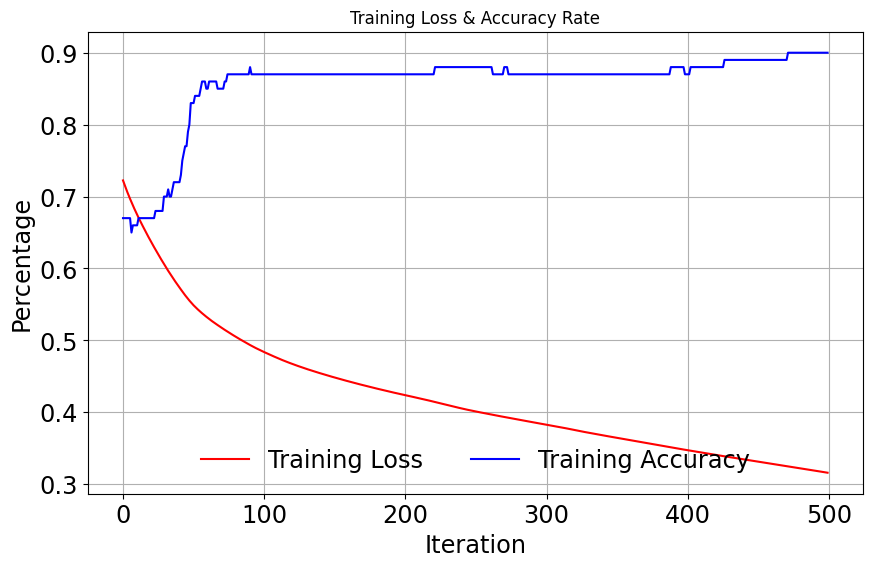 Training Loss & Accuracy Rate
0.9
0.8
0.7
0.6
0.5
0.4
0.3
Percentage
Training Loss
Training Accuracy
0 100 200 300 400 500
Iteration